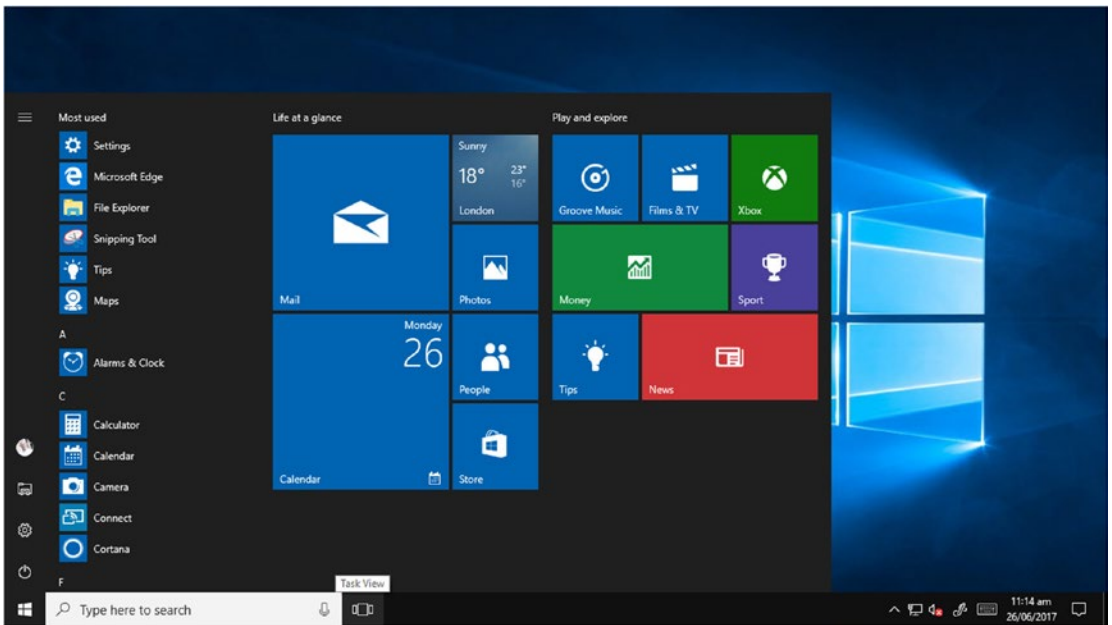 Most used
Settings
Microsoft Edge
File Explorer
Snipping Tool
Tips
Maps
A
Alarms & Clock
C
Calculator
Calendar
Camera
Connect
Cortana
F
Life at a glance
Mail
Sunny
18° 23°
16°
London
Photos
Monday
26
Calendar
People
Store
Play and explore
Groove Music
Films & TV
Xbox
Money
Sport
Tips
News
Task View
Type here to search
11:14 am
26/06/2017